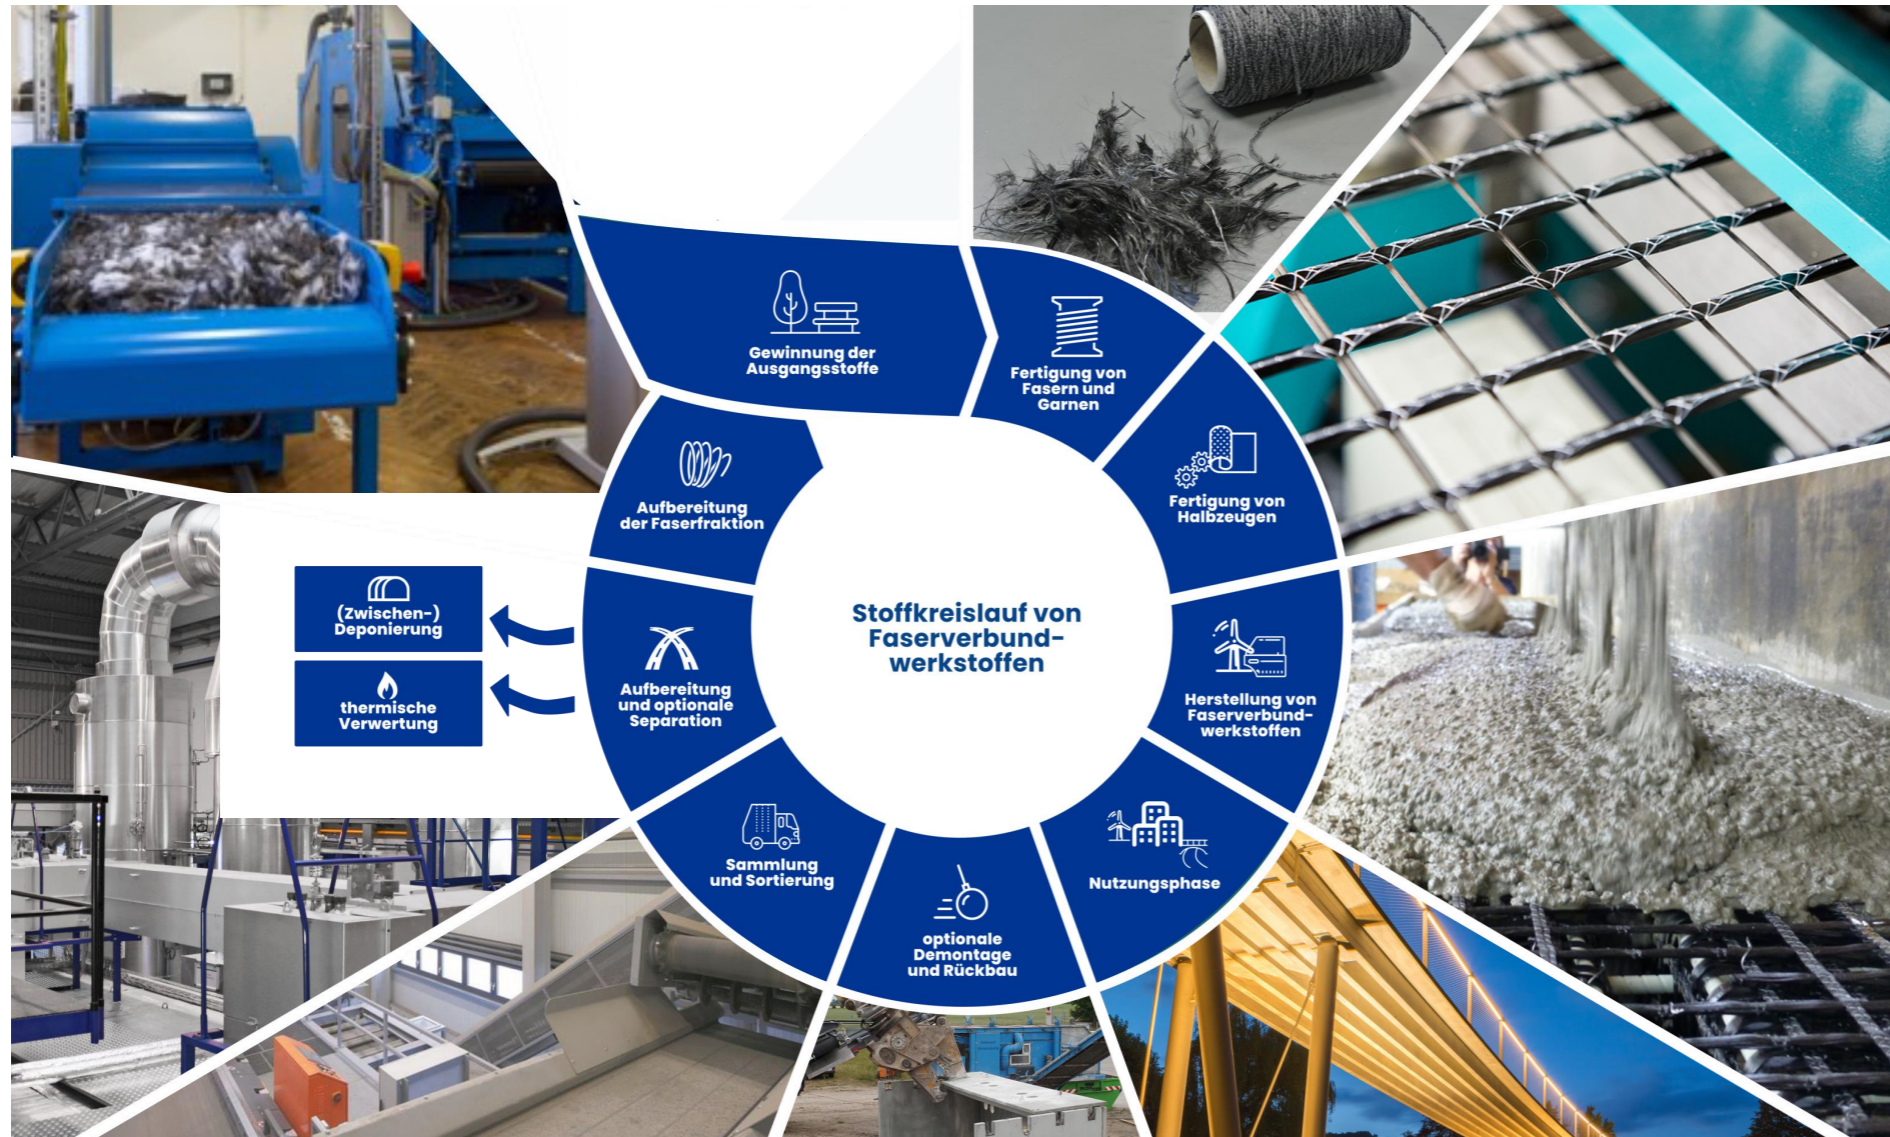 Gewinnung der
Ausgangsstoffe
Fertigung von
Fasern und
Garnen
Fertigung von
Halbzeugen
Herstellung von
Faserverbund-
werkstoffen
Nutzungsphase
optionale
Demontage
und Rückbau
Sammlung
und Sortierung
Aufbereitung
und optionale
Separation
(Zwischen-)
Deponierung
thermische
Verwertung
Aufbereitung
der Faserfraktion
Stoffkreislauf von
Faserverbund-
werkstoffen